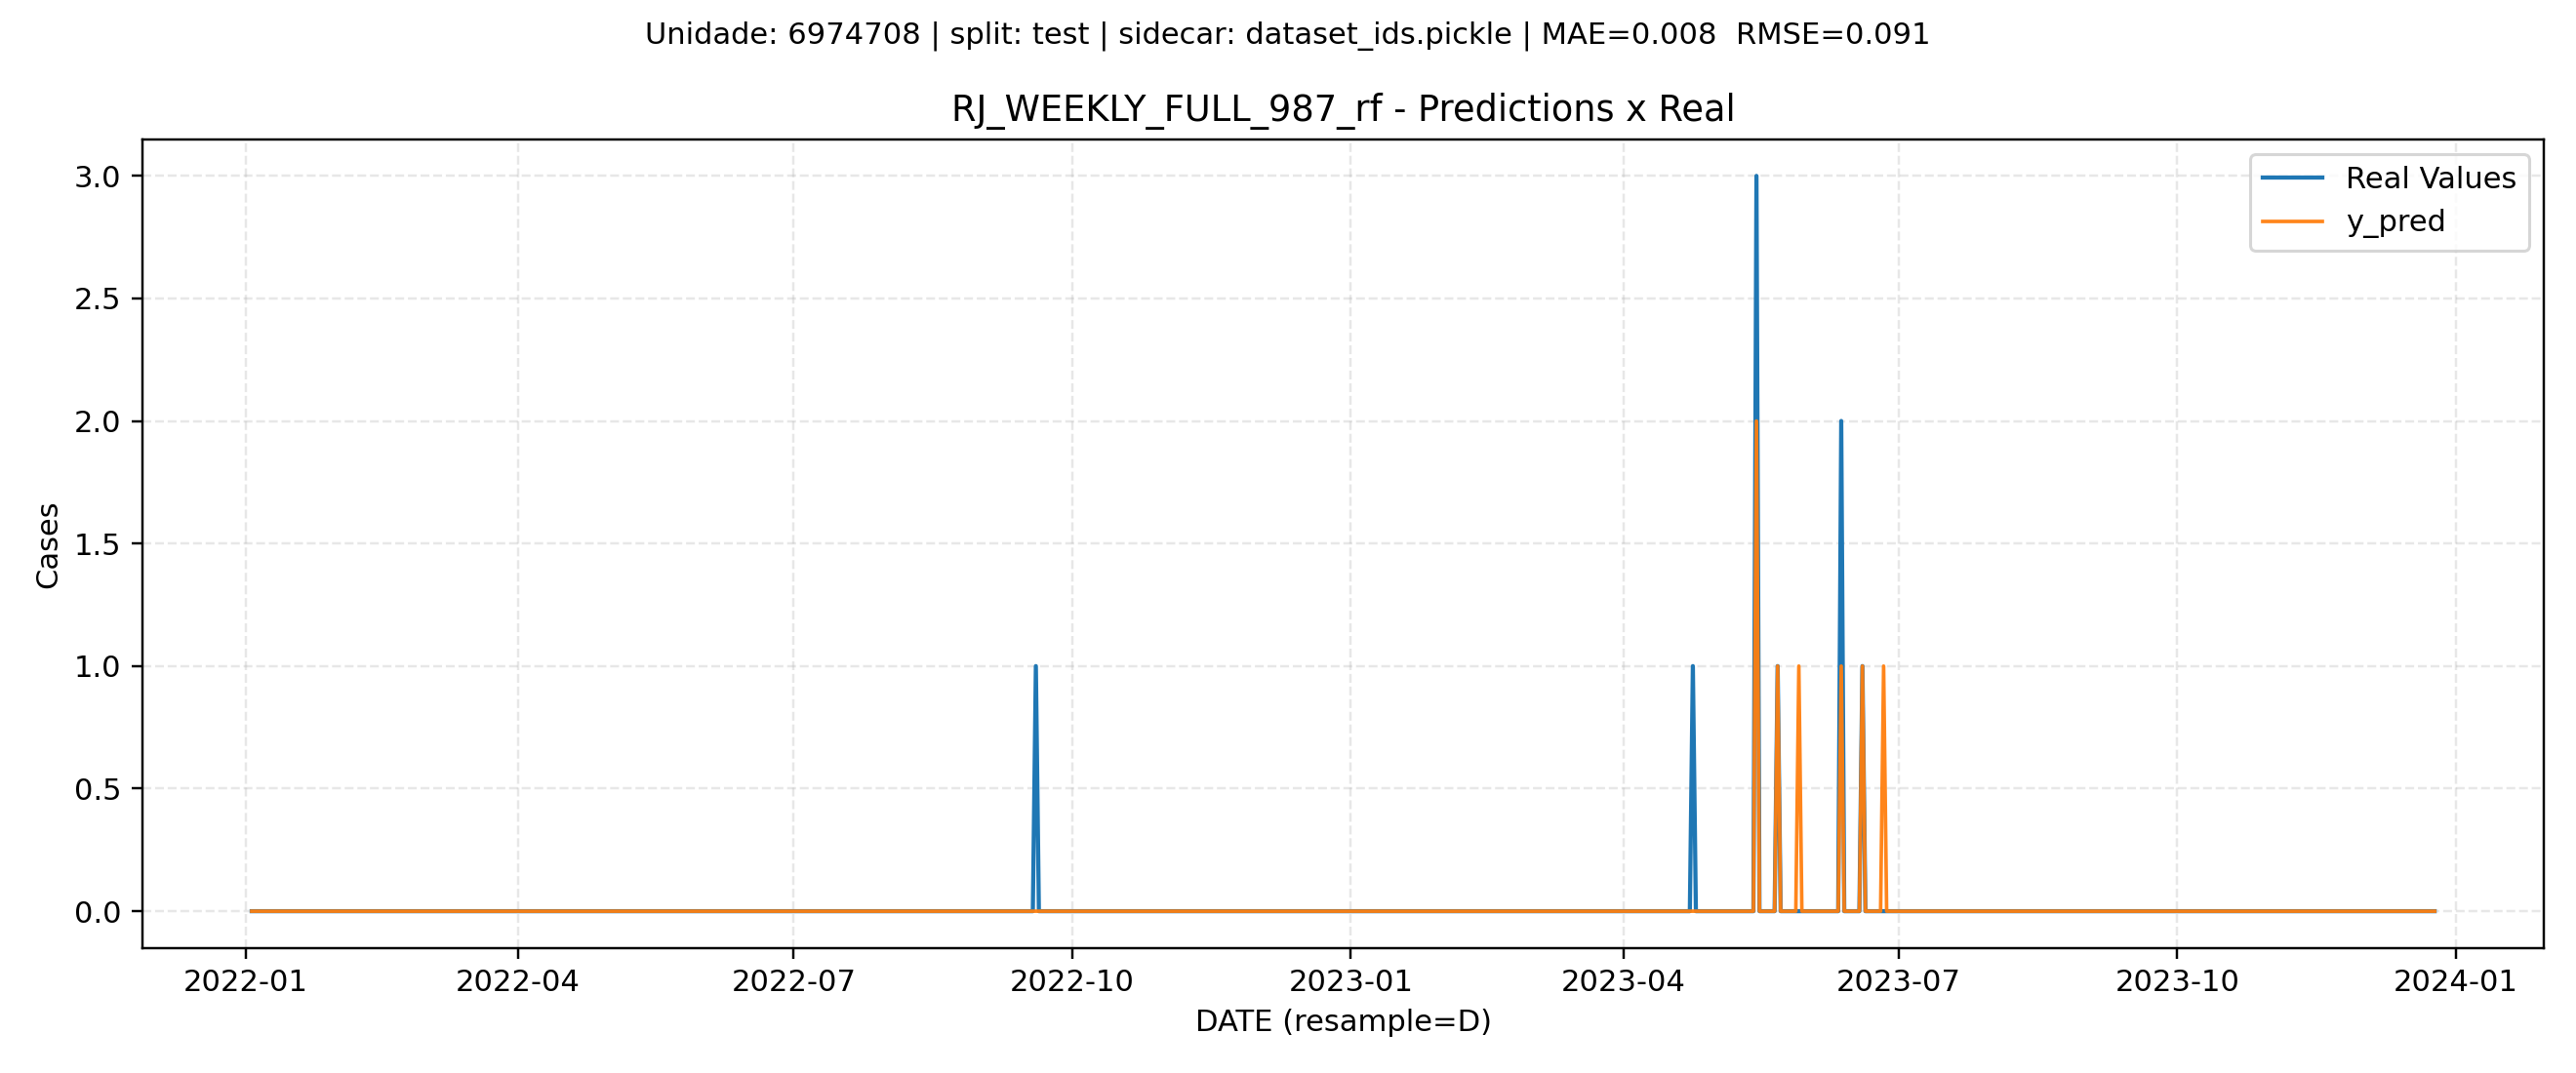 Unidade: 6974708 | split: test | sidecar: dataset_ids.pickle | MAE=0.008  RMSE=0.091
RJ_WEEKLY_FULL_987_rf - Predictions x Real
Real Values
y_pred
Cases
3.0
2.5
2.0
1.5
1.0
0.5
0.0
2022-01 2022-04 2022-07 2022-10 2023-01 2023-04 2023-07 2023-10 2024-01
DATE (resample=D)